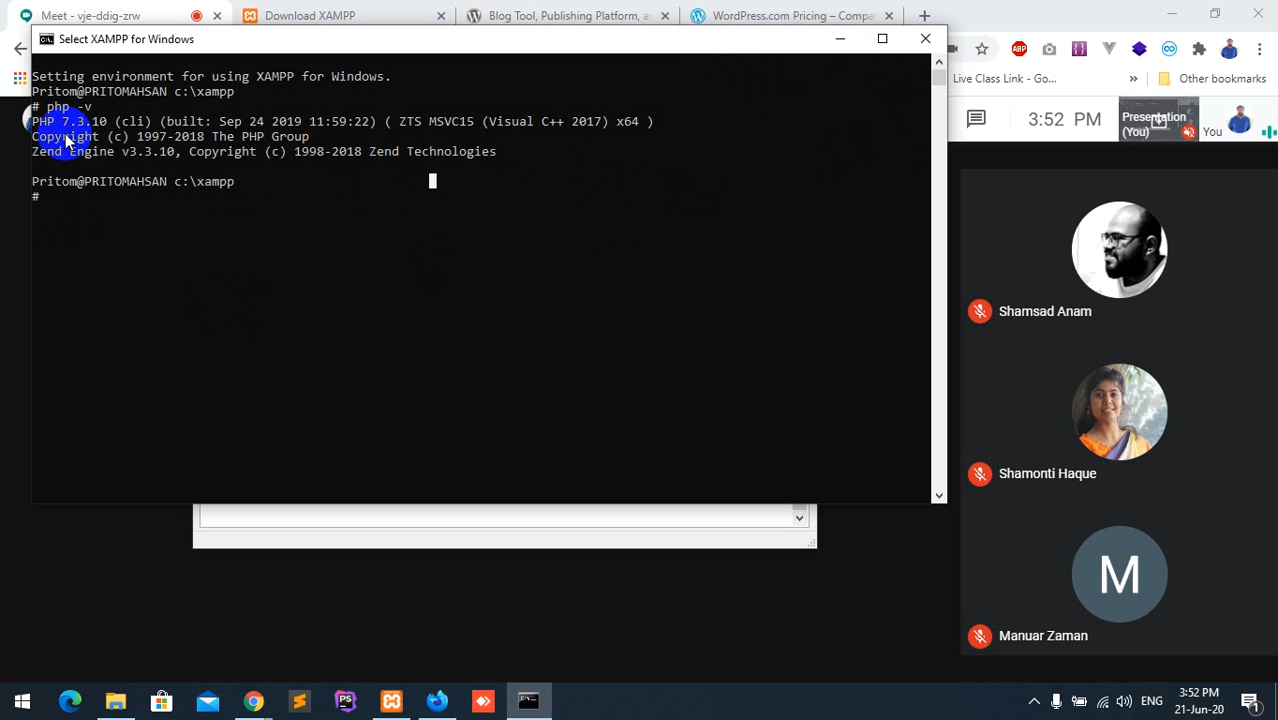 Meet - vje-ddig-zrw
Download XAMPP
Blog Tool, Publishing Platform, an
WordPress.com Pricing – Compa
Select XAMPP for Windows
ABP
Live Class Link - Go...
»
Other bookmarks
Setting environment for using XAMPP for Windows.
Pritom@PRITOMAHSAN c:\xampp
# php -v
PHP 7.3.10 (cli) (built: Sep 24 2019 11:59:22) ( ZTS MSVC15 (Visual C++ 2017) x64 )
Copyright (c) 1997-2018 The PHP Group
Zend Engine v3.3.10, Copyright (c) 1998-2018 Zend Technologies
Pritom@PRITOMAHSAN c:\xampp
#
3:52 PM
Presentation
(You)
You
Shamsad Anam
Shamonti Haque
M
Manuar Zaman
PS
ENG
3:52 PM
21-Jun-20
1